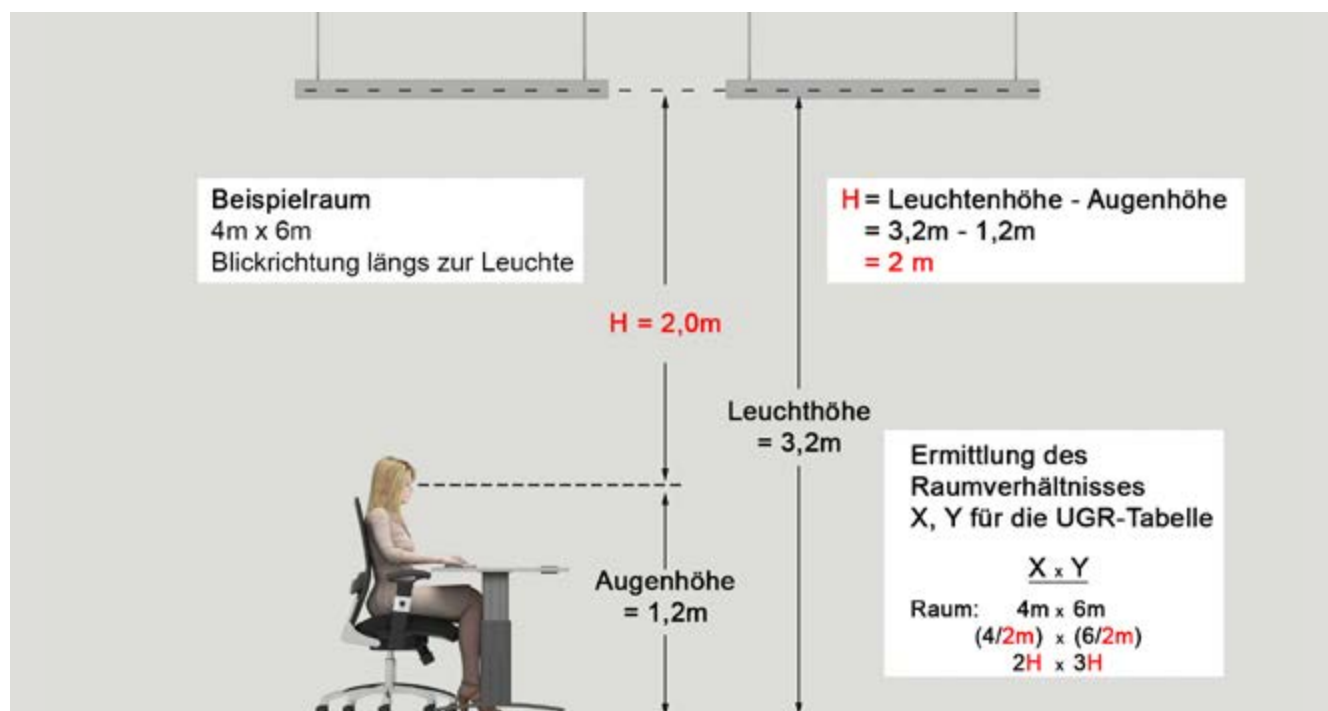 Beispielraum
4m x 6m
Blickrichtung längs zur Leuchte
H = Leuchtenhöhe - Augenhöhe
= 3,2m - 1,2m
= 2 m
H = 2,0m
Leuchthöhe
= 3,2m
Augenhöhe
= 1,2m
Ermittlung des
Raumverhältnisses
X, Y für die UGR-Tabelle
X x Y
Raum: 4m x 6m
(4/2m) x (6/2m)
2H x 3H